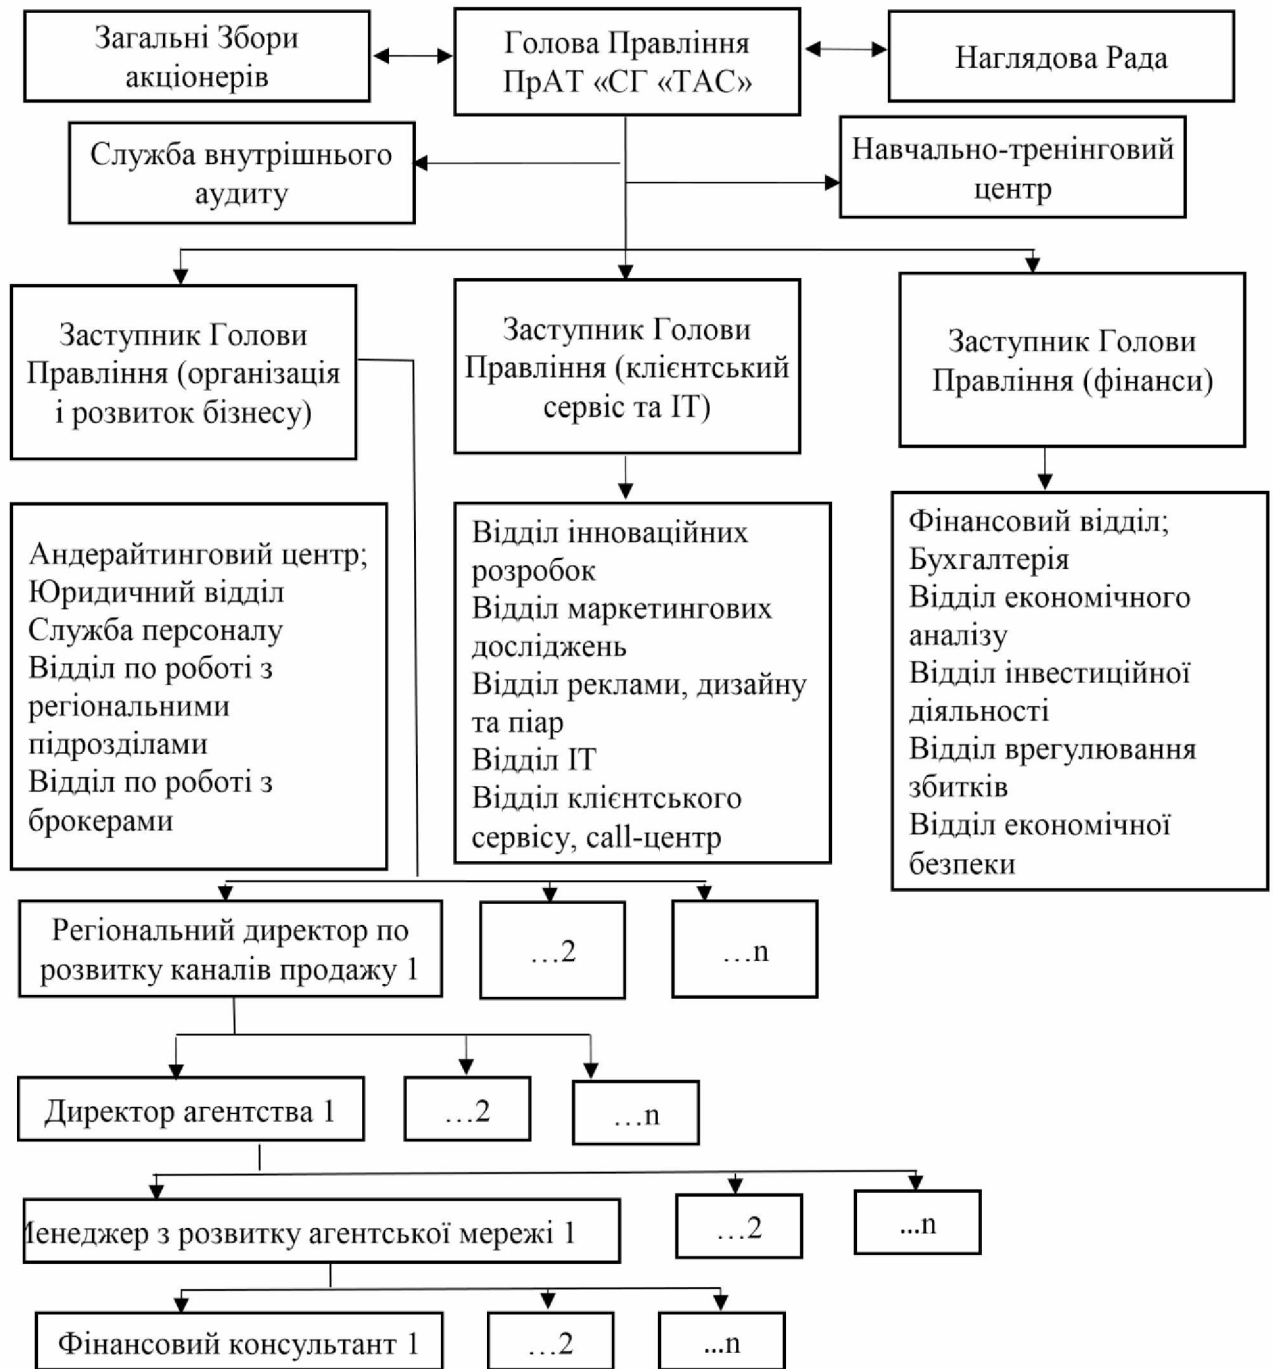 Загальні Збори
акціонерів
Голова Правління
ПрАТ «СГ «ТАС»
Наглядова Рада
Служба внутрішнього
аудиту
Навчально-тренінговий
центр
Заступник Голови
Правління (організація
і розвиток бізнесу)
Заступник Голови
Правління (клієнтський
сервіс та ІТ)
Заступник Голови
Правління (фінанси)
Андерайтинговий центр;
Юридичний відділ
Служба персоналу
Відділ по роботі з
регіональними
підрозділами
Відділ по роботі з
брокерами
Відділ інноваційних
розробок
Відділ маркетингових
досліджень
Відділ реклами, дизайну
та піар
Відділ ІТ
Відділ клієнтського
сервісу, call-центр
Фінансовий відділ;
Бухгалтерія
Відділ економічного
аналізу
Відділ інвестиційної
діяльності
Відділ врегулювання
збитків
Відділ економічної
безпеки
Регіональний директор по
розвитку каналів продажу 1
…2
…n
Директор агентства 1
…2
…n
Менеджер з розвитку агентської мережі 1
…2
...n
Фінансовий консультант 1
…2
...n